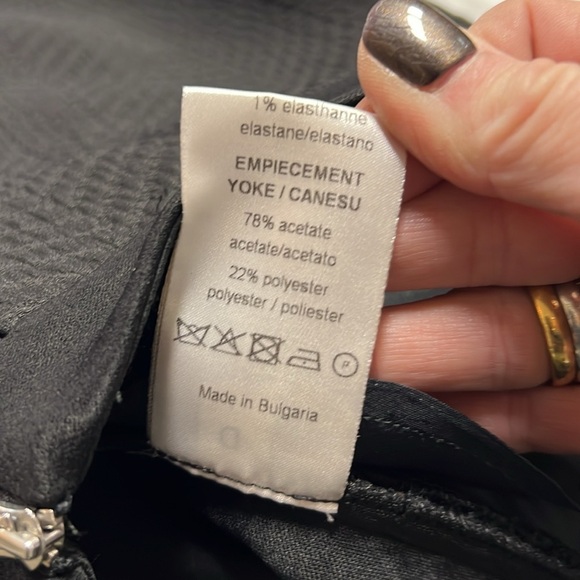 1% elasthanne
elastane/elastano
EMPIECEMENT
YOKE / CANESU
78% acetate
acetate/acetato
22% polyester
polyester / poliester
P
Made in Bulgaria